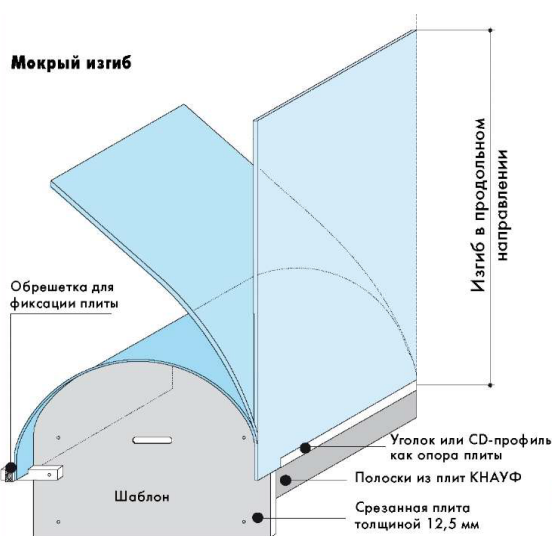 Мокрый изгиб
Изгиб в продольном
направлении
Обрешетка для
фиксации плиты
Уголок или CD-профиль
как опора плиты
Полоски из плит КНАУФ
Шаблон
Срезанная плита
толщиной 12,5 мм